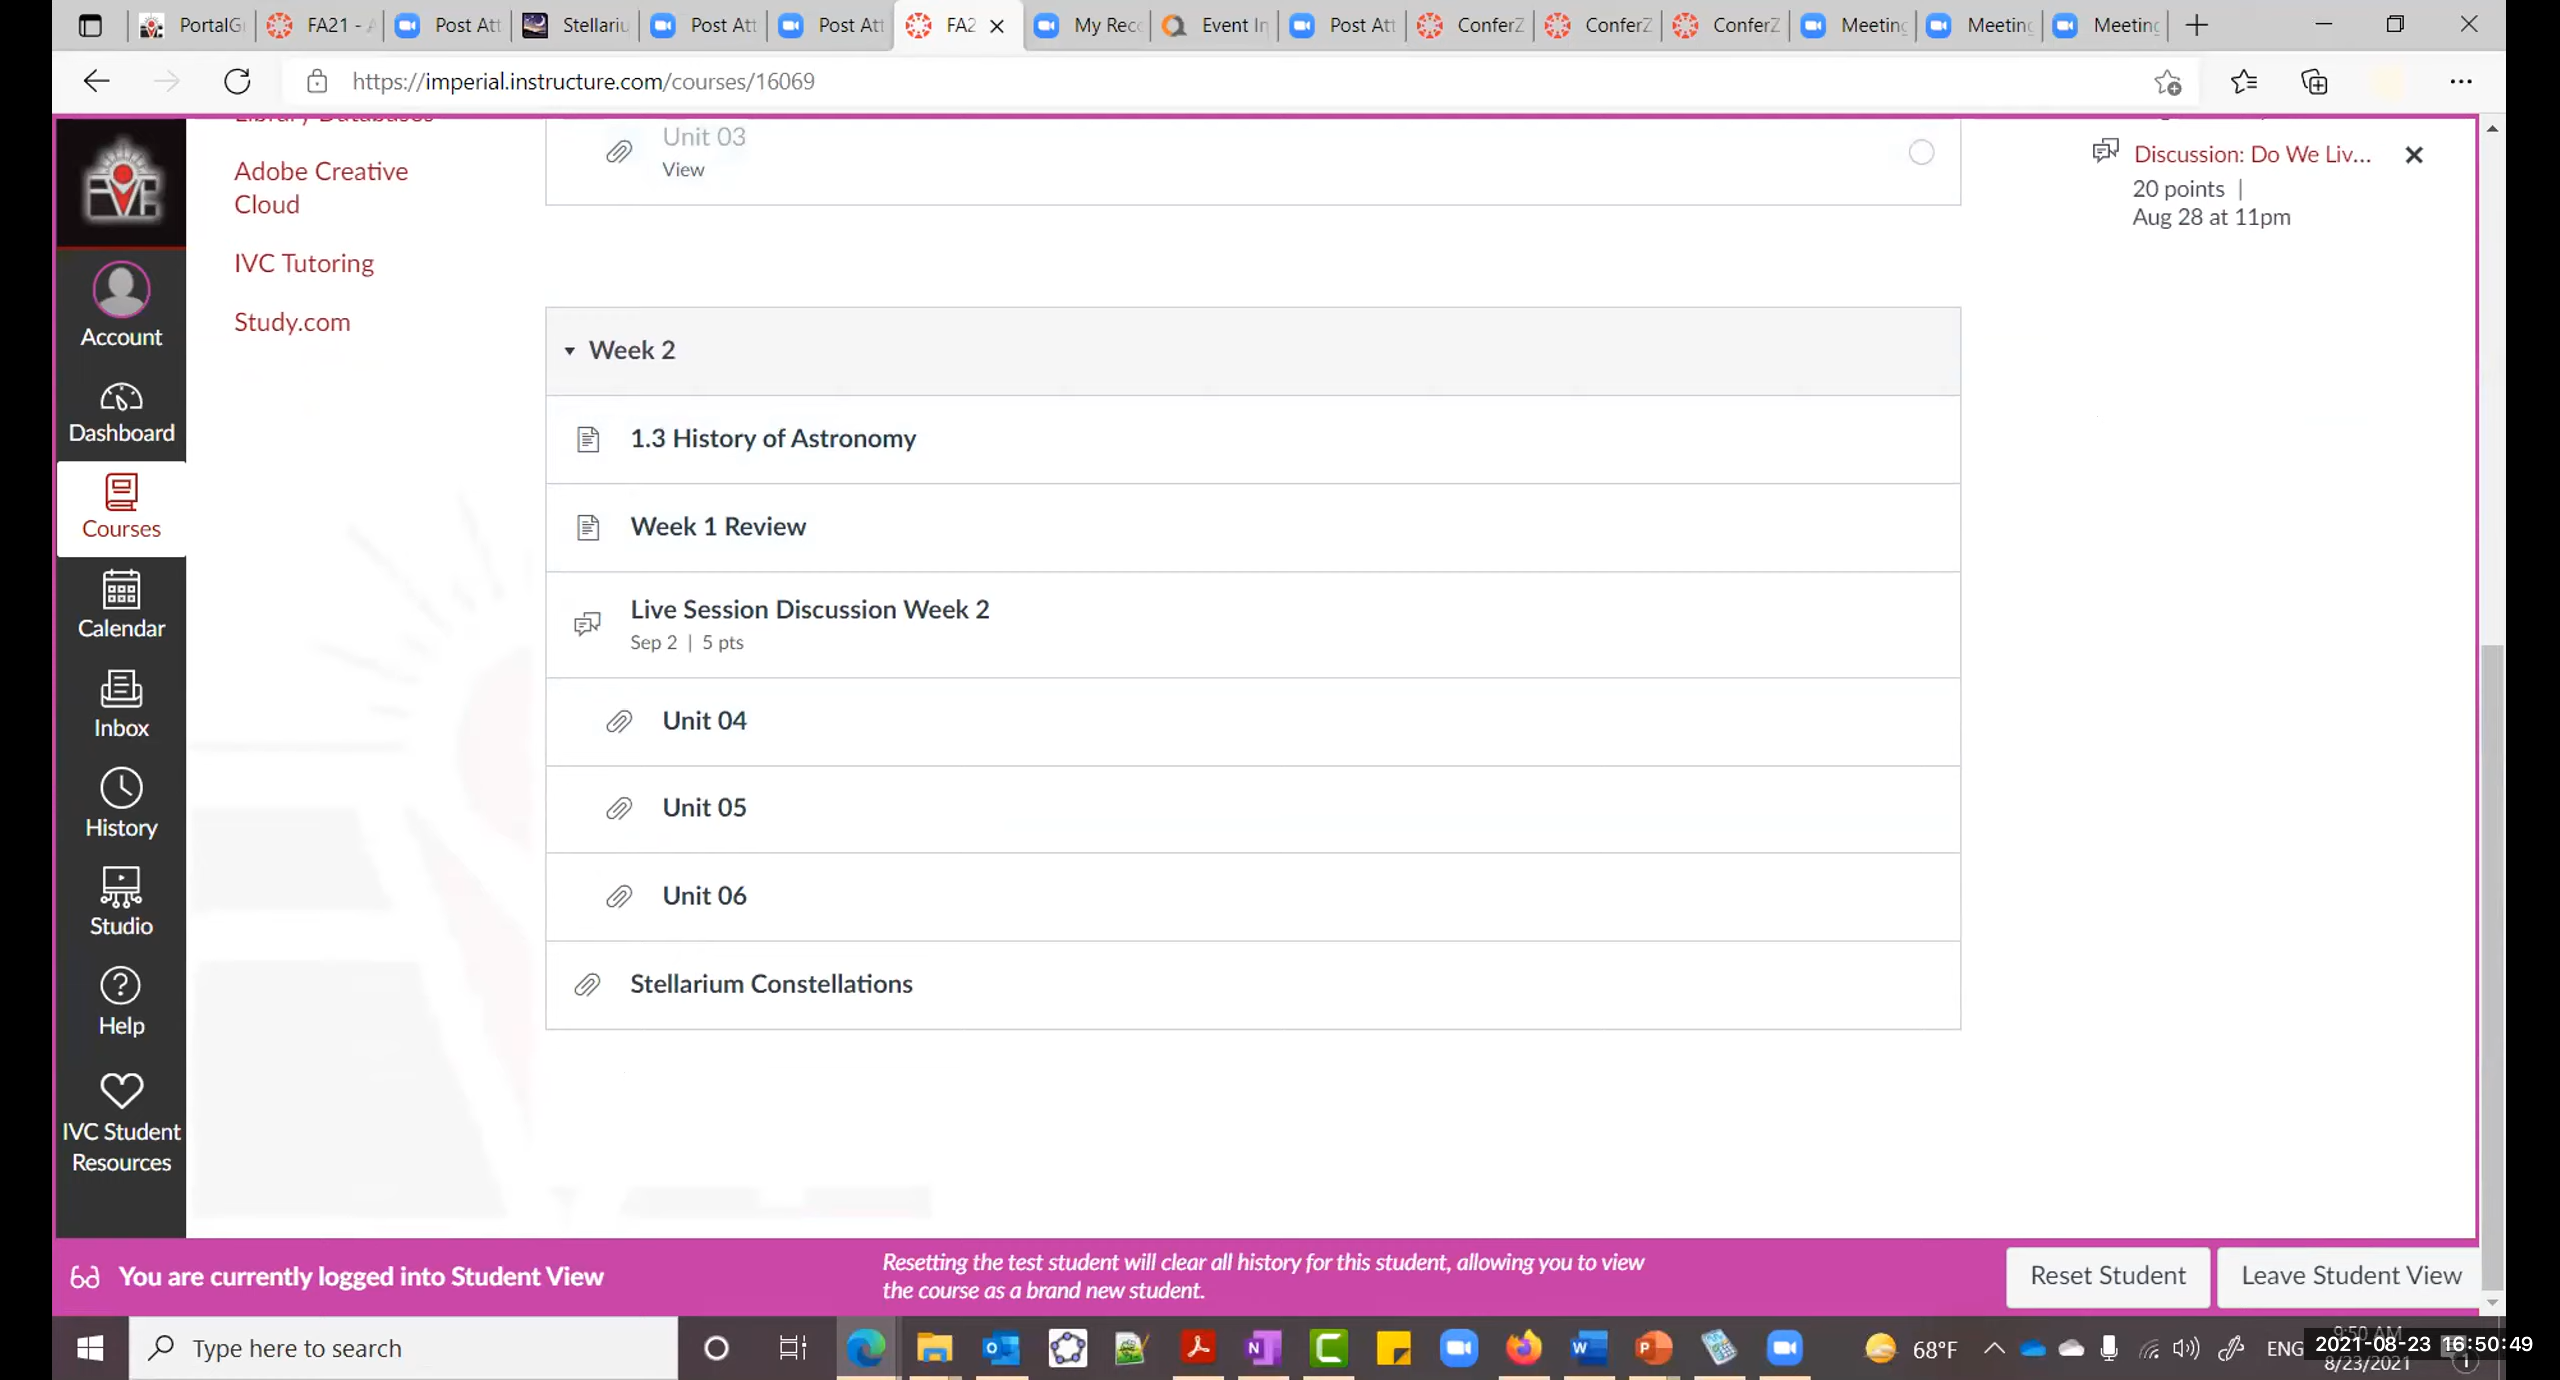 PortalG
FA21 - A
Post Att
Stellariu
Post Att
Post Att
FA2
My Rec
Event In
Post Att
ConferZ
ConferZ
ConferZ
Meeting
Meeting
Meeting
https://imperial.instructure.com/courses/16069
Library Databases
Adobe Creative
Cloud
IVC Tutoring
Study.com
Account
Dashboard
Courses
Calendar
Inbox
History
Studio
Help
IVC Student
Resources
Unit 03
View
Week 2
1.3 History of Astronomy
Week 1 Review
Live Session Discussion Week 2
Sep 2 | 5 pts
Unit 04
Unit 05
Unit 06
Stellarium Constellations
Discussion: Do We Liv...
20 points |
Aug 28 at 11pm
You are currently logged into Student View
Resetting the test student will clear all history for this student, allowing you to view
the course as a brand new student.
Reset Student
Leave Student View
Type here to search
68°F
ENG
9:50 AM
2021-08-23 16:50:49
8/23/2021